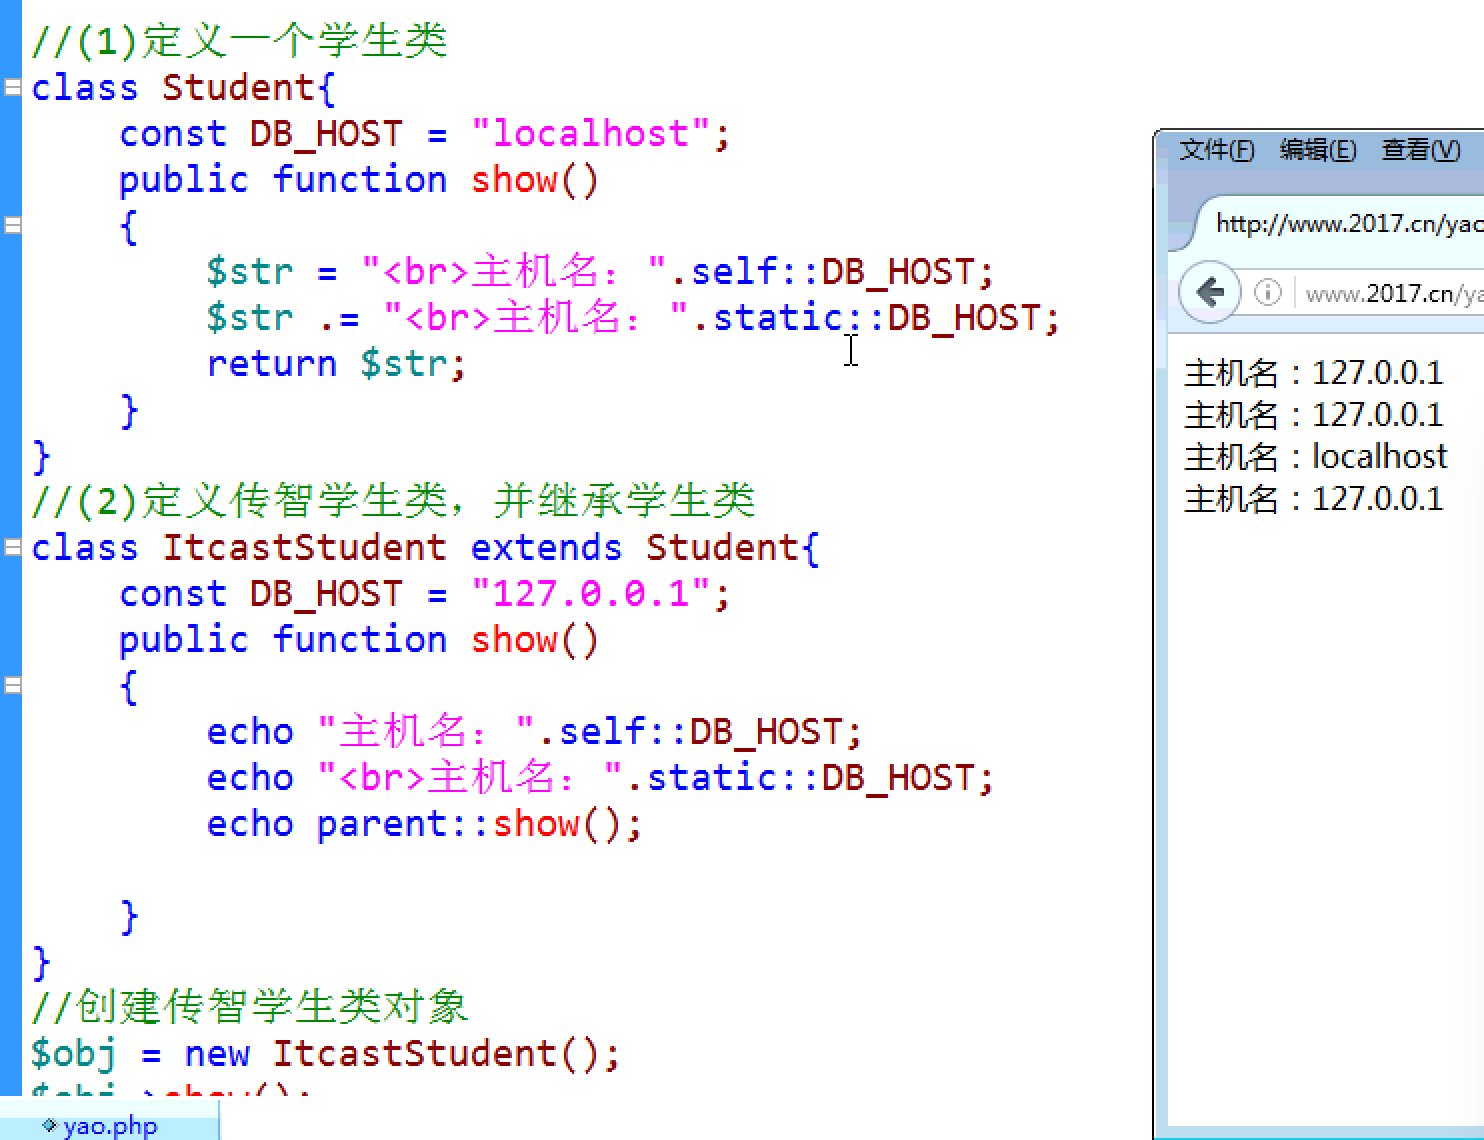 //(1)定义一个学生类
class Student{
    const DB_HOST = "localhost";
    public function show()
    {
        $str = "<br>主机名：".self::DB_HOST;
        $str .= "<br>主机名：".static::DB_HOST;
        return $str;
    }
}
//(2)定义传智学生类，并继承学生类
class ItcastStudent extends Student{
    const DB_HOST = "127.0.0.1";
    public function show()
    {
        echo "主机名：".self::DB_HOST;
        echo "<br>主机名：".static::DB_HOST;
        echo parent::show();
    }
}
//创建传智学生类对象
$obj = new ItcastStudent();
$obj->show();
yao.php
文件(F) 编辑(E) 查看(V)
http://www.2017.cn/yao
www.2017.cn/ya
主机名：127.0.0.1
主机名：127.0.0.1
主机名：localhost
主机名：127.0.0.1